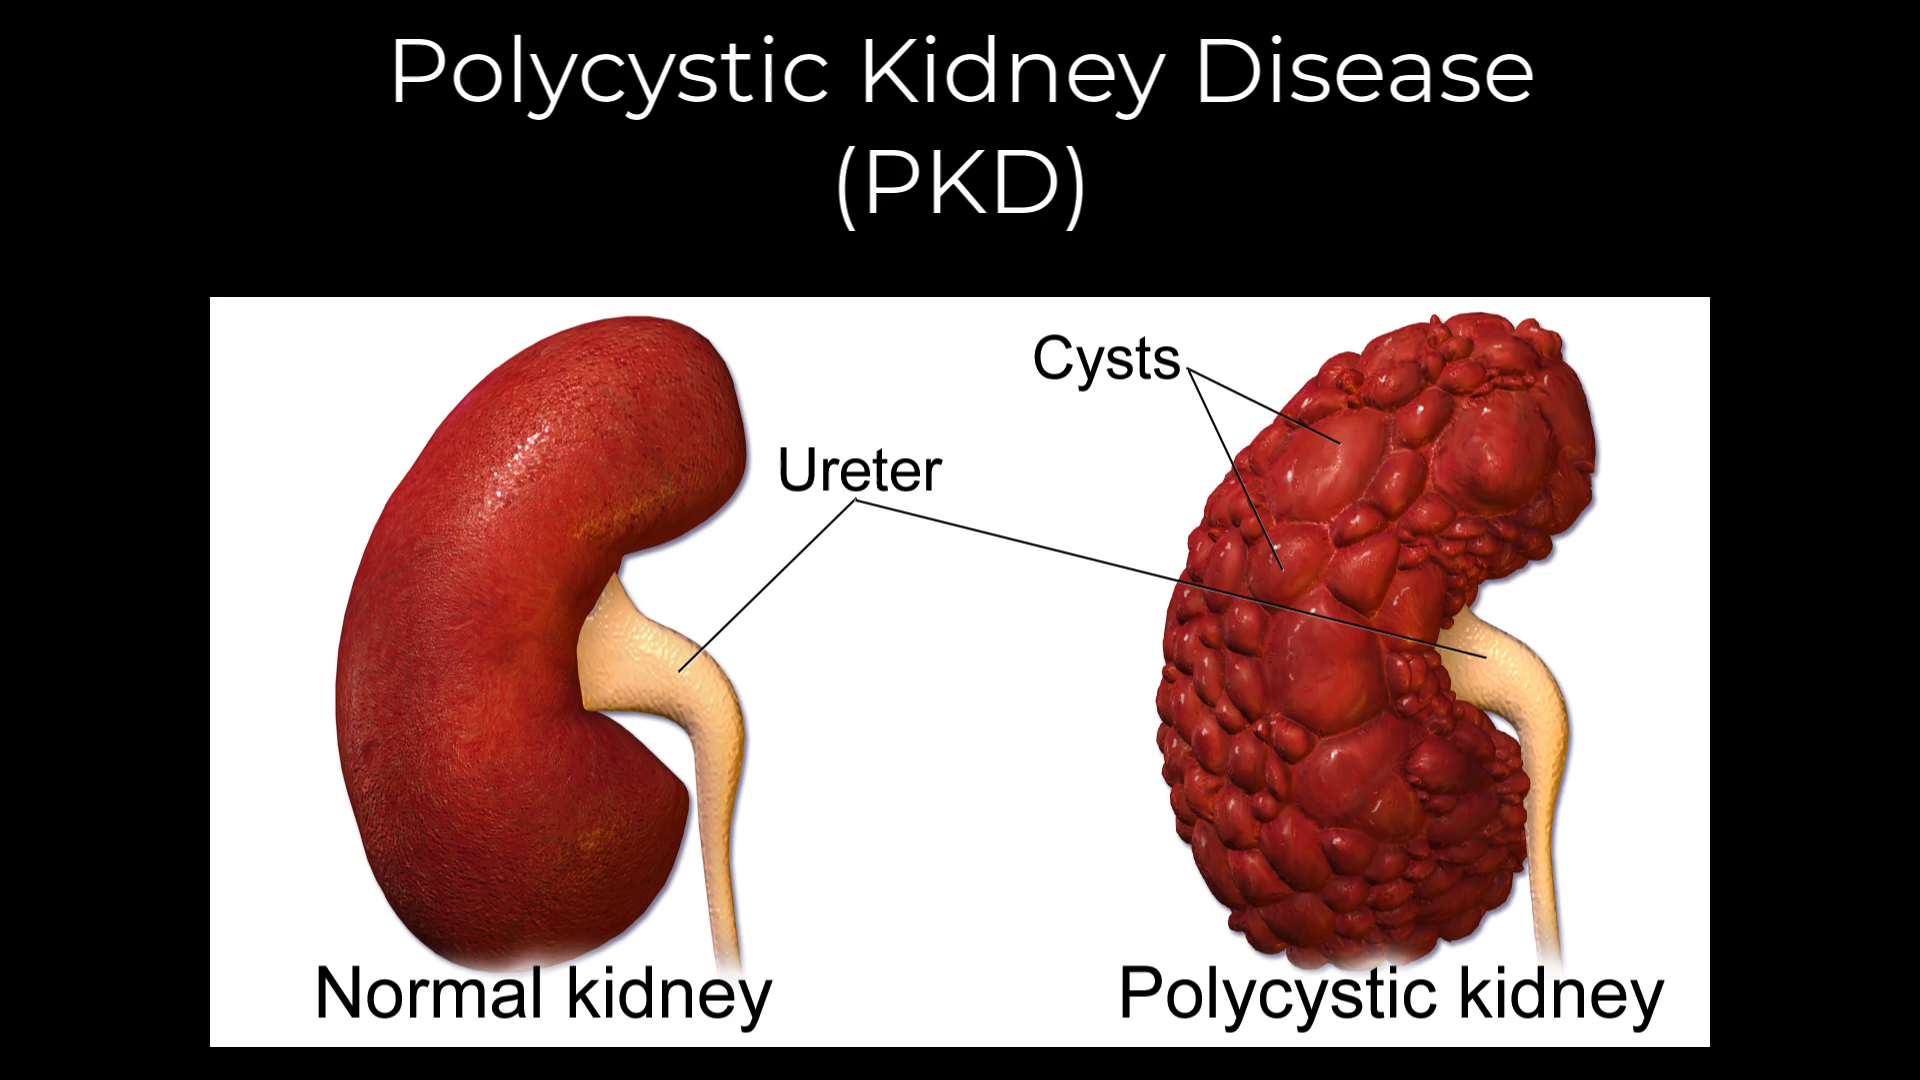 Polycystic Kidney Disease
(PKD)
Cysts
Ureter
Normal kidney
Polycystic kidney